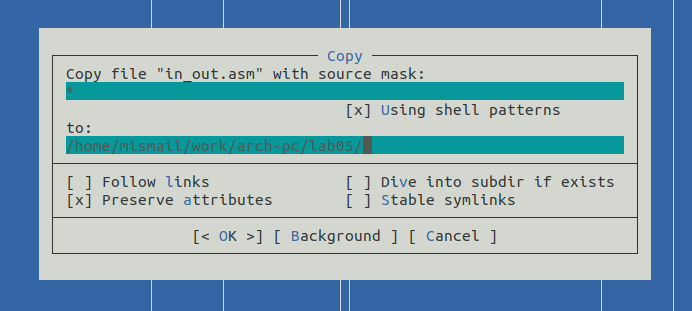 Copy
Copy file "in_out.asm" with source mask:
*
[x] Using shell patterns
to:
/home/mismail/work/arch-pc/lab05/
[ ] Follow links [ ] Dive into subdir if exists
[x] Preserve attributes [ ] Stable symlinks
[< OK >] [ Background ] [ Cancel ]